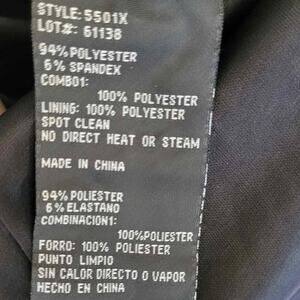 STYLE: 5501X
LOT#: 61138
94% POLYESTER
6% SPANDEX
COMBO1:
100% POLYESTER
LINING: 100% POLYESTER
SPOT CLEAN
NO DIRECT HEAT OR STEAM
MADE IN CHINA
94% POLIESTER
6% ELASTANO
COMBINACION1:
100%POLIESTER
FORRO: 100% POLIESTER
PUNTO LIMPIO
SIN CALOR DIRECTO O VAPOR
HECHO EN CHINA